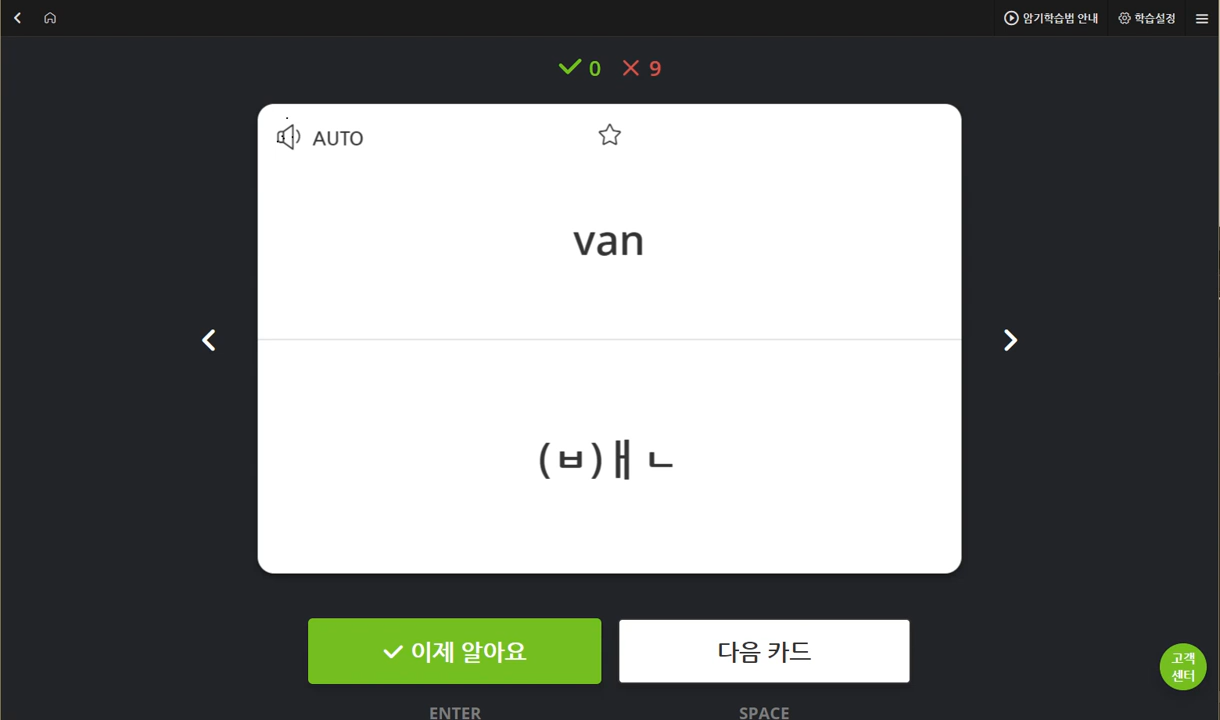 암기학습법 안내
학습설정
0
9
AUTO
van
(ㅂ)ㅐㄴ
이제 알아요
다음 카드
ENTER
SPACE
고객
센터